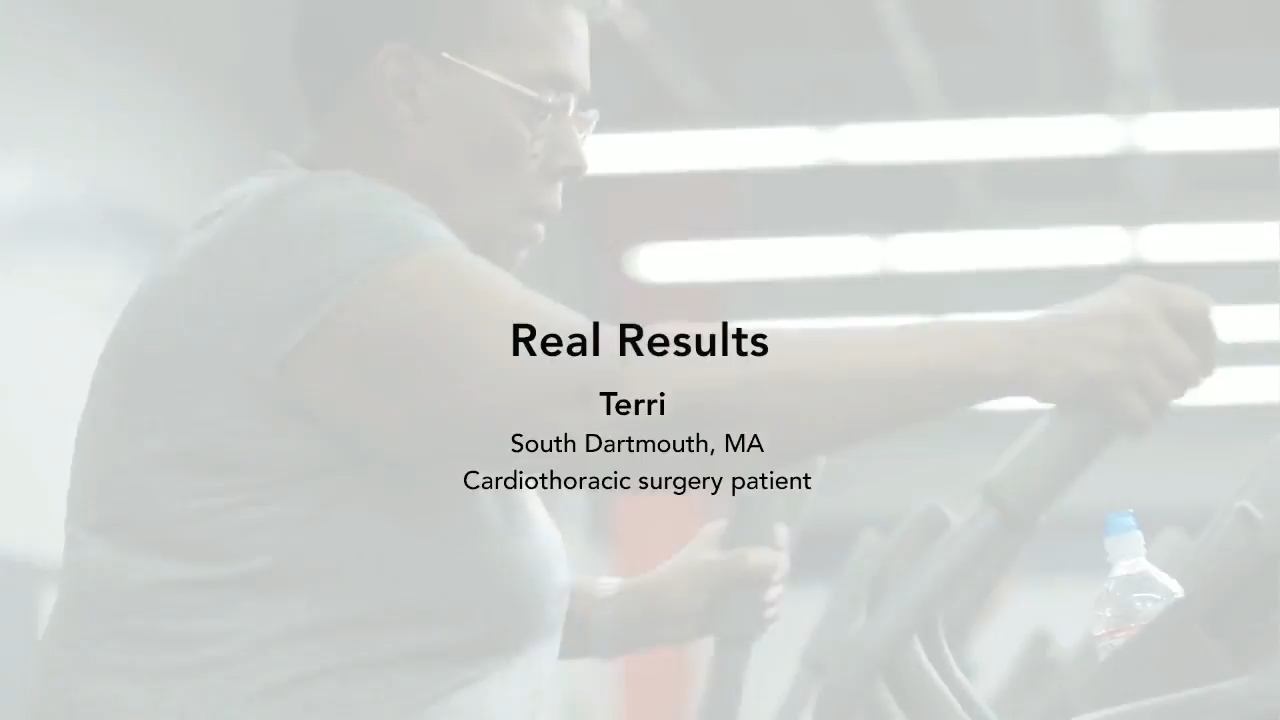 Real Results
Terri
South Dartmouth, MA
Cardiothoracic surgery patient